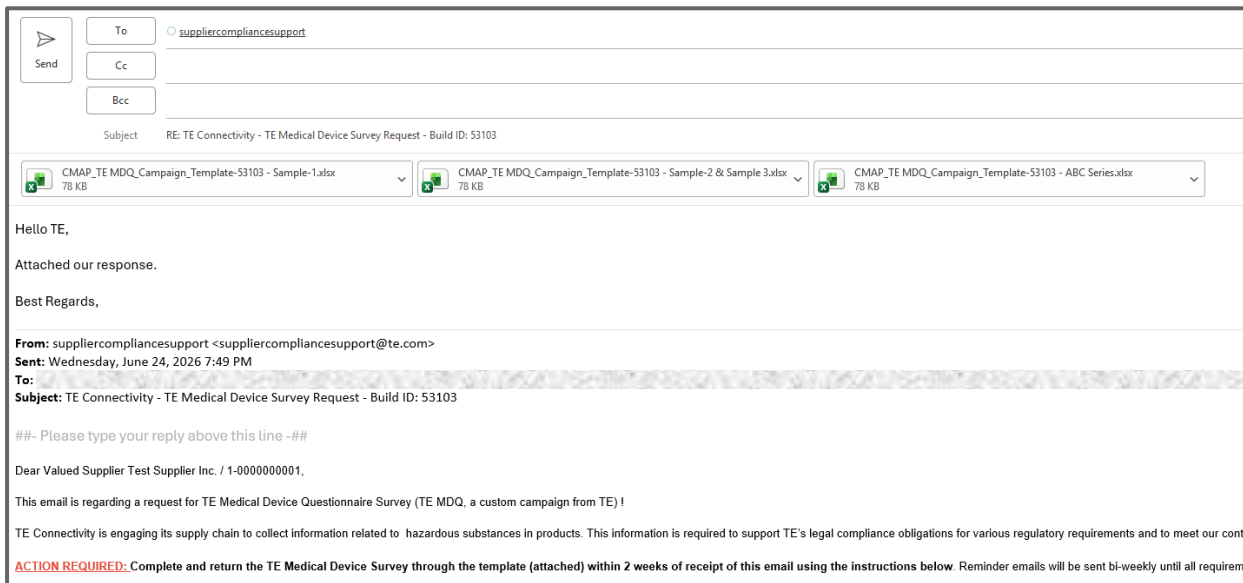 To
suppliercompliancesupport
Send
Cc
Bcc
Subject
RE: TE Connectivity - TE Medical Device Survey Request - Build ID: 53103
CMAP_TE MDQ_Campaign_Template-53103 - Sample-1.xlsx
78 KB
CMAP_TE MDQ_Campaign_Template-53103 - Sample-2 & Sample 3.xlsx
78 KB
CMAP_TE MDQ_Campaign_Template-53103 - ABC Series.xlsx
78 KB
Hello TE,
Attached our response.
Best Regards,
From: suppliercompliancesupport <suppliercompliancesupport@te.com>
Sent: Wednesday, June 24, 2026 7:49 PM
To:
Subject: TE Connectivity - TE Medical Device Survey Request - Build ID: 53103
##- Please type your reply above this line -##
Dear Valued Supplier Test Supplier Inc. / 1-0000000001,
This email is regarding a request for TE Medical Device Questionnaire Survey (TE MDQ, a custom campaign from TE) !
TE Connectivity is engaging its supply chain to collect information related to  hazardous substances in products. This information is required to support TE's legal compliance obligations for various regulatory requirements and to meet our cont
ACTION REQUIRED: Complete and return the TE Medical Device Survey through the template (attached) within 2 weeks of receipt of this email using the instructions below. Reminder emails will be sent bi-weekly until all requirem